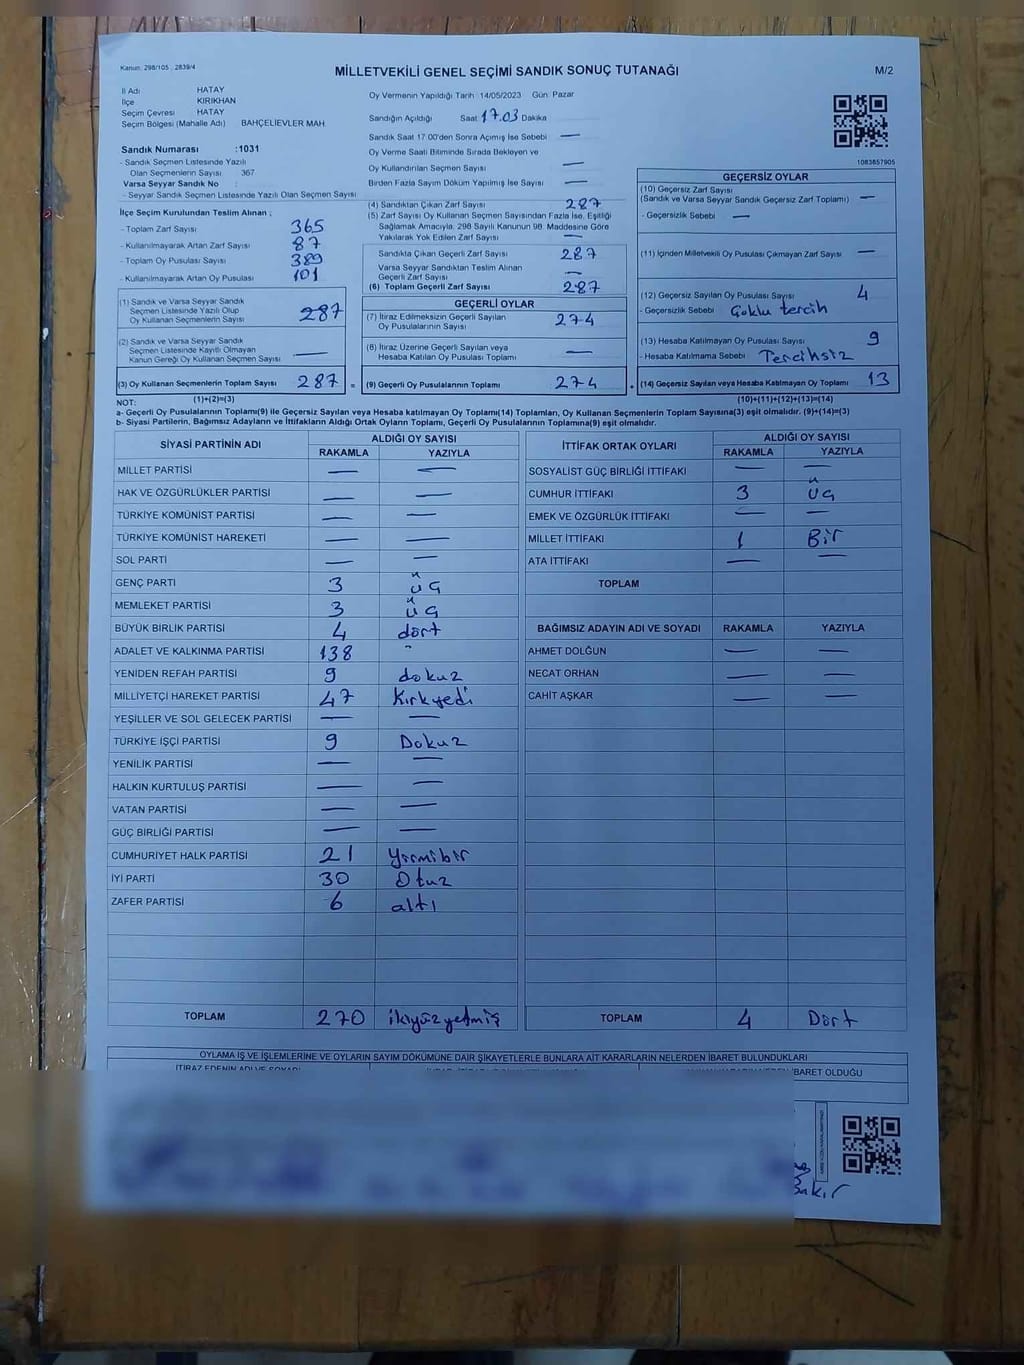 Kanun: 298/105 , 2839/4
MİLLETVEKİLİ GENEL SEÇİMİ SANDIK SONUÇ TUTANAĞI
M/2
İl Adı HATAY
İlçe KIRIKHAN
Seçim Çevresi HATAY
Seçim Bölgesi (Mahalle Adı) BAHÇELİEVLER MAH.
Sandık Numarası :1031
- Sandık Seçmen Listesinde Yazılı
Olan Seçmenlerin Sayısı 367
Varsa Seyyar Sandık No :
- Seyyar Sandık Seçmen Listesinde Yazılı Olan Seçmen Sayısı
İlçe Seçim Kurulundan Teslim Alınan ;
- Toplam Zarf Sayısı 365
- Kullanılmayarak Artan Zarf Sayısı 87
- Toplam Oy Pusulası Sayısı 389
- Kullanılmayarak Artan Oy Pusulası 101
Oy Vermenin Yapıldığı Tarih :14/05/2023 Gün: Pazar
Sandığın Açıldığı Saat 17.03 Dakika
Sandık Saat 17:00'den Sonra Açımış İse Sebebi —
Oy Verme Saati Bitiminde Sırada Bekleyen ve
Oy Kullandırılan Seçmen Sayısı —
Birden Fazla Sayım Döküm Yapılmış İse Sayısı —
(4) Sandıktan Çıkan Zarf Sayısı 287
(5) Zarf Sayısı Oy Kullanan Seçmen Sayısından Fazla İse, Eşitliği
Sağlamak Amacıyla, 298 Sayılı Kanunun 98. Maddesine Göre
Yakılarak Yok Edilen Zarf Sayısı —
Sandıkta Çıkan Geçerli Zarf Sayısı 287
Varsa Seyyar Sandıktan Teslim Alınan
Geçerli Zarf Sayısı —
(6) Toplam Geçerli Zarf Sayısı 287
1083857905
GEÇERSİZ OYLAR
(10) Geçersiz Zarf Sayısı
(Sandık ve Varsa Seyyar Sandık Geçersiz Zarf Toplamı) —
- Geçersizlik Sebebi —
(11) İçinden Milletvekili Oy Pusulası Çıkmayan Zarf Sayısı —
(12) Geçersiz Sayılan Oy Pusulası Sayısı 4
- Geçersizlik Sebebi Çoklu tercih
(13) Hesaba Katılmayan Oy Pusulası Sayısı 9
- Hesaba Katılmama Sebebi Tercihsiz
(1) Sandık ve Varsa Seyyar Sandık
Seçmen Listesinde Yazılı Olup
Oy Kullanan Seçmenlerin Sayısı 287
(2) Sandık ve Varsa Seyyar Sandık
Seçmen Listesinde Kayıtlı Olmayan
Kanun Gereği Oy Kullanan Seçmen Sayısı —
GEÇERLİ OYLAR
(7) İtiraz Edilmeksizin Geçerli Sayılan
Oy Pusulalarının Sayısı 274
(8) İtiraz Üzerine Geçerli Sayılan veya
Hesaba Katılan Oy Pusulası Toplamı —
(3) Oy Kullanan Seçmenlerin Toplam Sayısı 287 = (9) Geçerli Oy Pusulalarının Toplamı 274 + (14) Geçersiz Sayılan veya Hesaba Katılmayan Oy Toplamı 13
(1)+(2)=(3) (10)+(11)+(12)+(13)=(14)
NOT:
a- Geçerli Oy Pusulalarının Toplamı(9) ile Geçersiz Sayılan veya Hesaba katılmayan Oy Toplamı(14) Toplamları, Oy Kullanan Seçmenlerin Toplam Sayısına(3) eşit olmalıdır. (9)+(14)=(3)
b- Siyasi Partilerin, Bağımsız Adayların ve İttifakların Aldığı Ortak Oyların Toplamı, Geçerli Oy Pusulalarının Toplamına(9) eşit olmalıdır.
SİYASİ PARTİNİN ADI ALDIĞI OY SAYISI
RAKAMLA YAZIYLA
MİLLET PARTİSİ — —
HAK VE ÖZGÜRLÜKLER PARTİSİ — —
TÜRKİYE KOMÜNİST PARTİSİ — —
TÜRKİYE KOMÜNİST HAREKETİ — —
SOL PARTİ — —
GENÇ PARTİ 3 üç
MEMLEKET PARTİSİ 3 üç
BÜYÜK BİRLİK PARTİSİ 4 dört
ADALET VE KALKINMA PARTİSİ 138
YENİDEN REFAH PARTİSİ 9 dokuz
MİLLİYETÇİ HAREKET PARTİSİ 47 Kırkyedi
YEŞİLLER VE SOL GELECEK PARTİSİ — —
TÜRKİYE İŞÇİ PARTİSİ 9 Dokuz
YENİLİK PARTİSİ — —
HALKIN KURTULUŞ PARTİSİ — —
VATAN PARTİSİ — —
GÜÇ BİRLİĞİ PARTİSİ — —
CUMHURİYET HALK PARTİSİ 21 Yirmibir
İYİ PARTİ 30 Otuz
ZAFER PARTİSİ 6 altı
TOPLAM 270 ikiyüzyetmiş
İTTİFAK ORTAK OYLARI ALDIĞI OY SAYISI
RAKAMLA YAZIYLA
SOSYALİST GÜÇ BİRLİĞİ İTTİFAKI — —
CUMHUR İTTİFAKI 3 üç
EMEK VE ÖZGÜRLÜK İTTİFAKI — —
MİLLET İTTİFAKI 1 Bir
ATA İTTİFAKI — —
TOPLAM
BAĞIMSIZ ADAYIN ADI VE SOYADI RAKAMLA YAZIYLA
AHMET DOLĞUN — —
NECAT ORHAN — —
CAHİT AŞKAR — —
TOPLAM 4 Dört
OYLAMA İŞ VE İŞLEMLERİNE VE OYLARIN SAYIM DÖKÜMÜNE DAİR ŞİKAYETLERLE BUNLARA AİT KARARLARIN NELERDEN İBARET BULUNDUKLARI
İTİRAZ EDENİN ADI VE SOYADI
İBARET OLDUĞU
Bakır